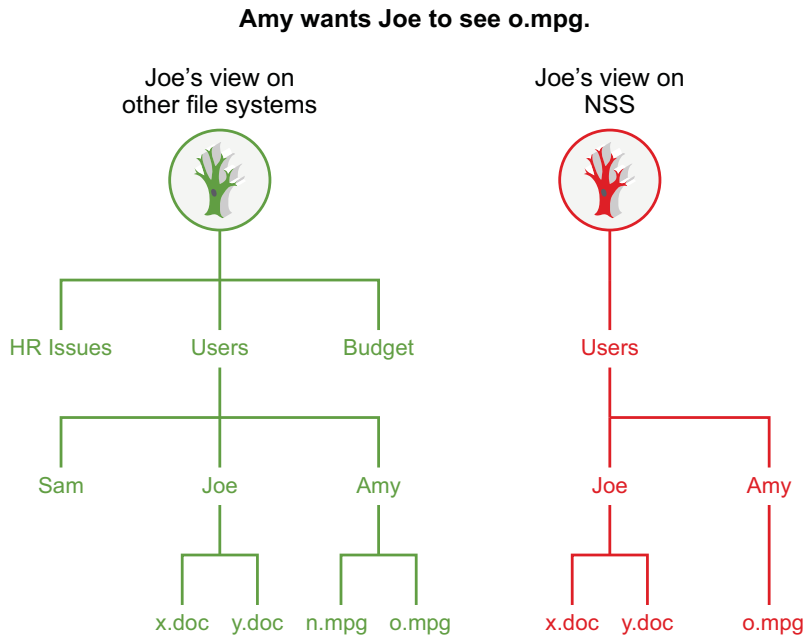 Amy wants Joe to see o.mpg.
Joe’s view on
other file systems
Joe’s view on
NSS
HR Issues
Users
Budget
Users
Sam
Joe
Amy
Joe
Amy
x.doc
y.doc
n.mpg
o.mpg
x.doc
y.doc
o.mpg